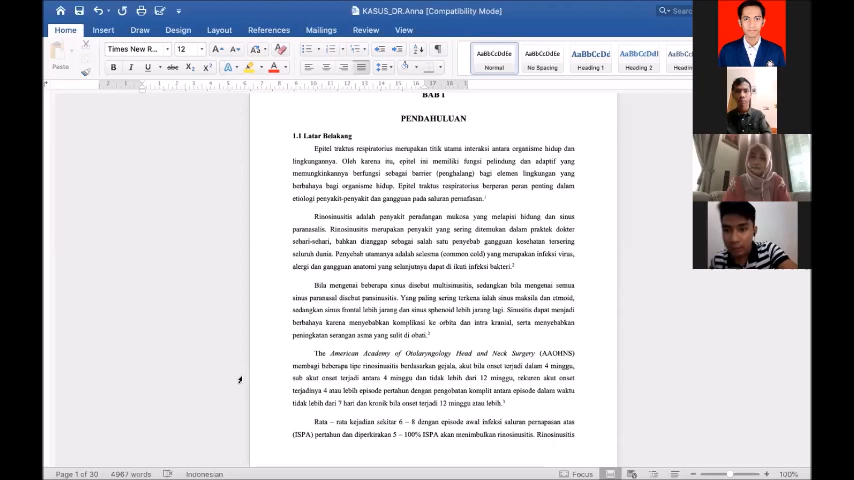 KASUS_DR.Anna [Compatibility Mode]
Home Insert Draw Design Layout References Mailings Review View
Times New R... 12
Paste
AaBbCcDdEe AaBbCcDdEe AaBbCcDd AaBbCcDdI
Normal No Spacing Heading 1 Heading 2
BAB I
PENDAHULUAN
1.1 Latar Belakang
Epitel traktus respiratorius merupakan titik utama interaksi antara organisme hidup dan
lingkungannya. Oleh karena itu, epitel ini memiliki fungsi pelindung dan adaptif yang
memungkinkannya berfungsi sebagai barrier (penghalang) bagi elemen lingkungan yang
berbahaya bagi organisme hidup. Epitel traktus respiratorius berperan peran penting dalam
etiologi penyakit-penyakit dan gangguan pada saluran pernafasan.1
Rinosinusitis adalah penyakit peradangan mukosa yang melapisi hidung dan sinus
paranasalis. Rinosinusitis merupakan penyakit yang sering ditemukan dalam praktek dokter
sehari-sehari, bahkan dianggap sebagai salah satu penyebab gangguan kesehatan tersering
seluruh dunia. Penyebab utamanya adalah selesma (common cold) yang merupakan infeksi virus,
alergi dan gangguan anatomi yang selanjutnya dapat di ikuti infeksi bakteri.2
Bila mengenai beberapa sinus disebut multisinusitis, sedangkan bila mengenai semua
sinus paranasal disebut pansinusitis. Yang paling sering terkena ialah sinus maksila dan etmoid,
sedangkan sinus frontal lebih jarang dan sinus sphenoid lebih jarang lagi. Sinusitis dapat menjadi
berbahaya karena menyebabkan komplikasi ke orbita dan intra kranial, serta menyebabkan
peningkatan serangan asma yang sulit di obati.2
The American Academy of Otolaryngology Head and Neck Surgery (AAOHNS)
membagi beberapa tipe rinosinusitis berdasarkan gejala, akut bila onset terjadi dalam 4 minggu,
sub akut onset terjadi antara 4 minggu dan tidak lebih dari 12 minggu, rekuren akut onset
terjadinya 4 atau lebih episode pertahun dengan pengobatan komplit antara episode dalam waktu
tidak lebih dari 7 hari dan kronik bila onset terjadi 12 minggu atau lebih.3
Rata – rata kejadian sekitar 6 – 8 dengan episode awal infeksi saluran pernapasan atas
(ISPA) pertahun dan diperkirakan 5 – 100% ISPA akan menimbulkan rinosinusitis. Rinosinusitis
Page 1 of 30 4967 words Indonesian Focus 100%